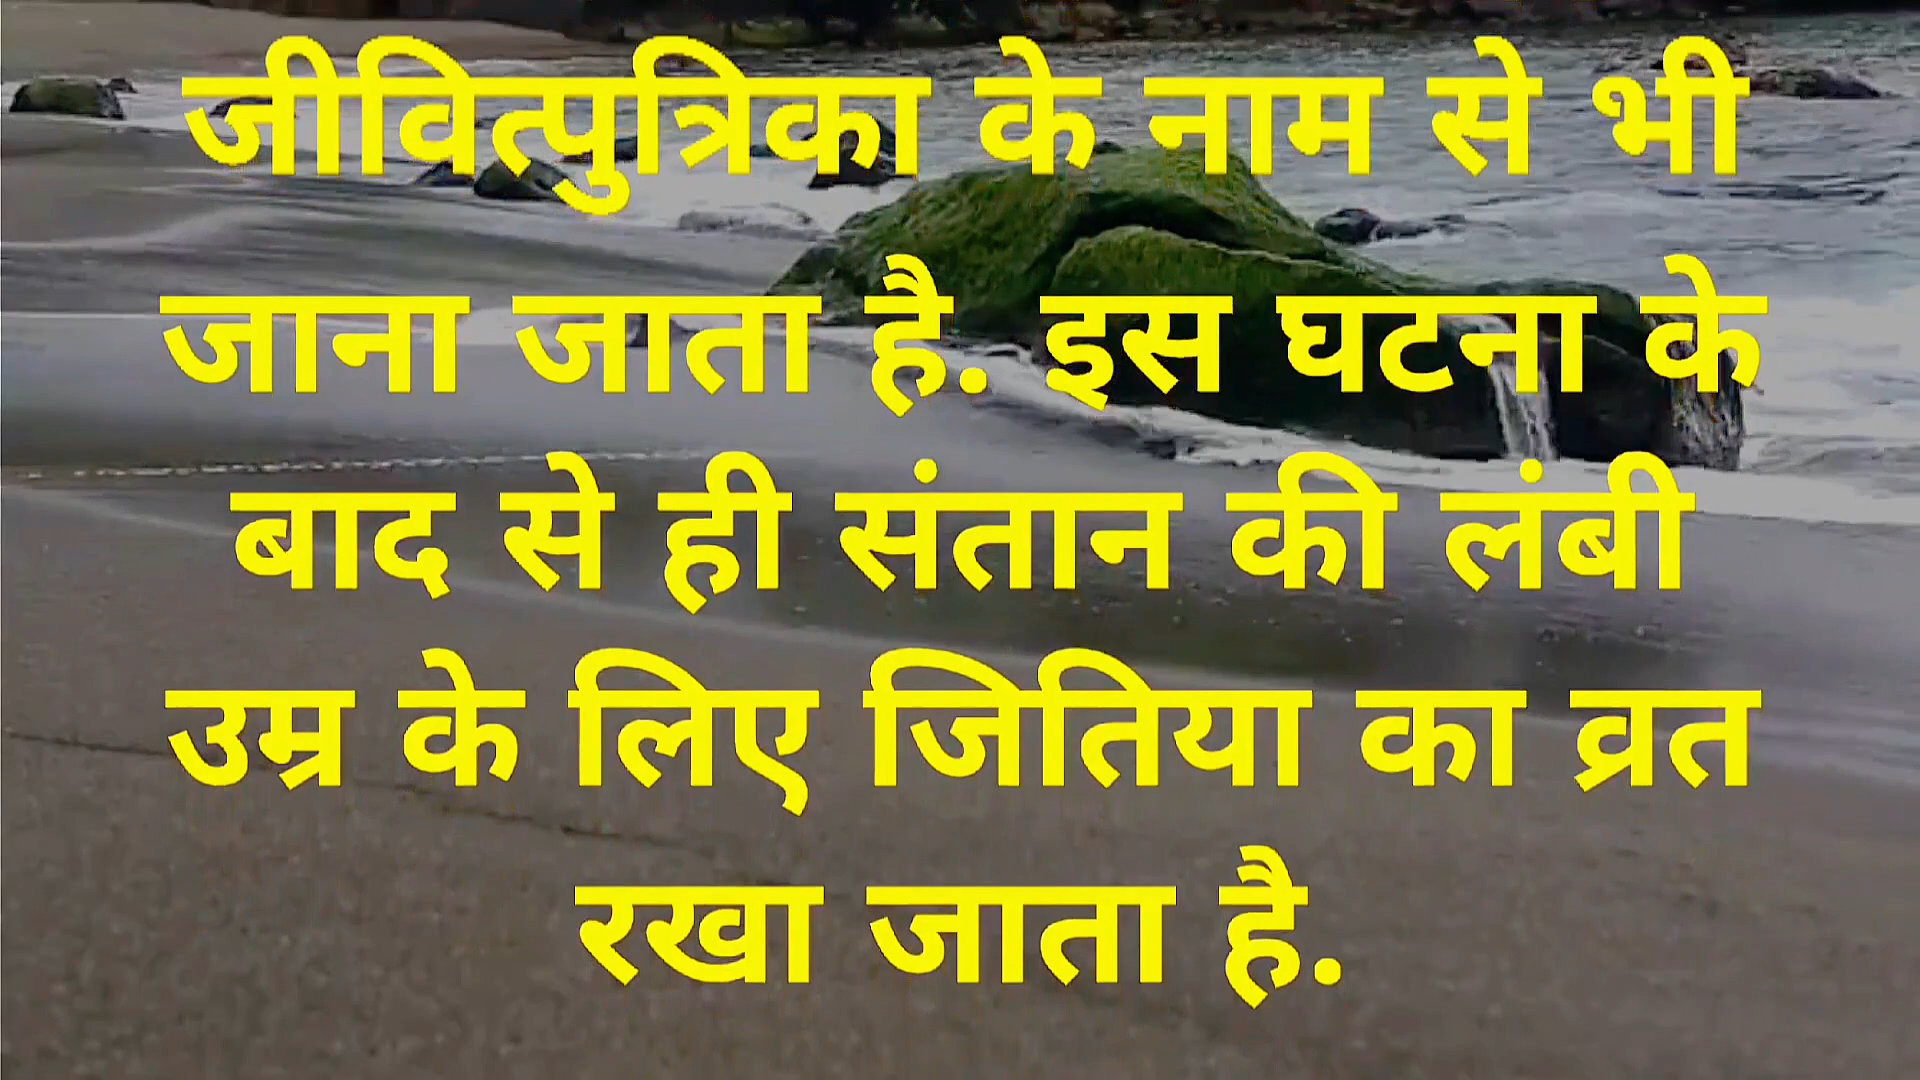 जीवित्पुत्रिका के नाम से भी
जाना जाता है. इस घटना के
बाद से ही संतान की लंबी
उम्र के लिए जितिया का व्रत
रखा जाता है.